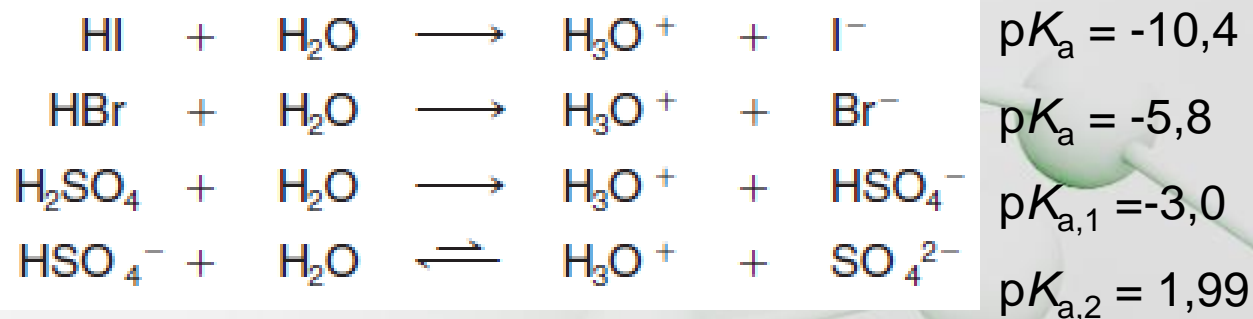 HI + H₂O ⟶ H₃O⁺ + I⁻ pKₐ = -10,4
HBr + H₂O ⟶ H₃O⁺ + Br⁻ pKₐ = -5,8
H₂SO₄ + H₂O ⟶ H₃O⁺ + HSO₄⁻ pKₐ,₁ =-3,0
HSO₄⁻ + H₂O ⇌ H₃O⁺ + SO₄²⁻ pKₐ,₂ = 1,99